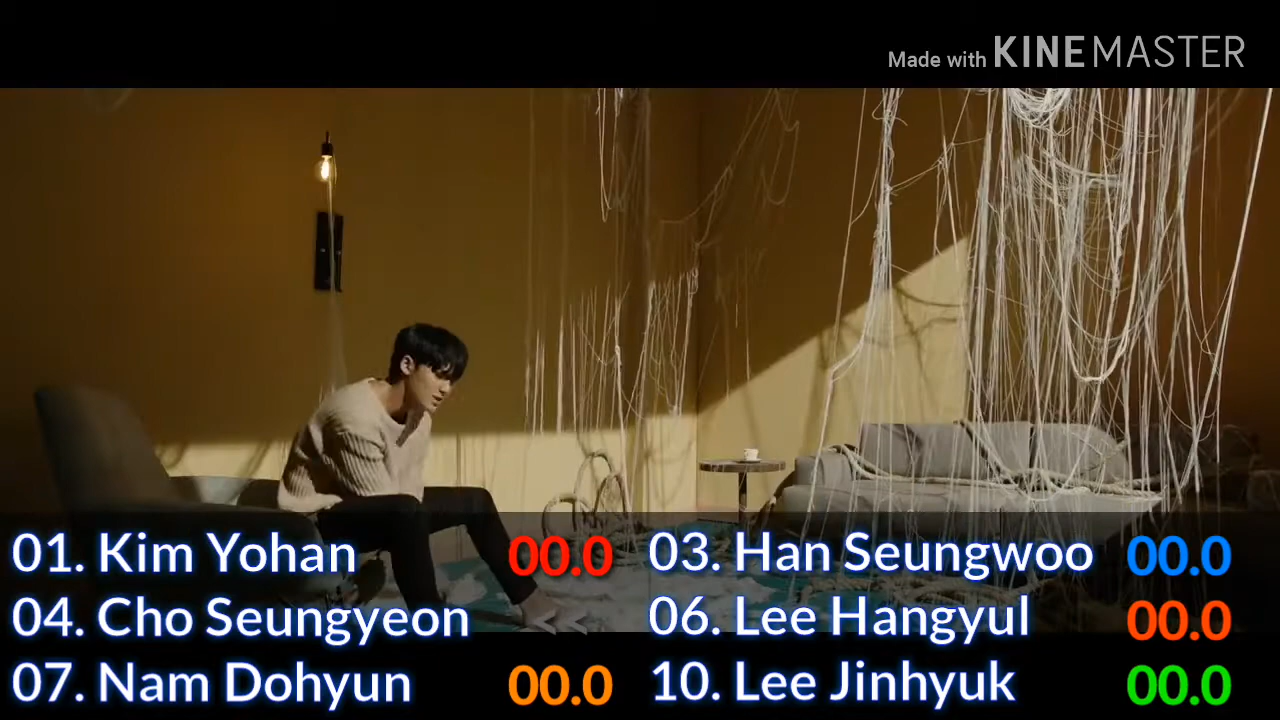 Made with KINEMASTER
01. Kim Yohan 00.0 03. Han Seungwoo 00.0
04. Cho Seungyeon 06. Lee Hangyul 00.0
07. Nam Dohyun 00.0 10. Lee Jinhyuk 00.0